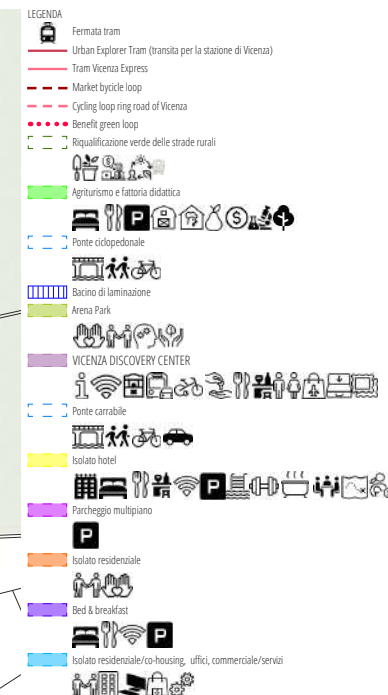 LEGENDA
Fermata tram
Urban Explorer Tram (transita per la stazione di Vicenza)
Tram Vicenza Express
Market bycicle loop
Cycling loop ring road of Vicenza
Benefit green loop
Riqualificazione verde delle strade rurali
Agriturismo e fattoria didattica
P
Ponte ciclopedonale
Bacino di laminazione
Arena Park
VICENZA DISCOVERY CENTER
Ponte carrabile
Isolato hotel
P
Parcheggio multipiano
P
Isolato residenziale
Bed & breakfast
P
Isolato residenziale/co-housing, uffici, commerciale/servizi